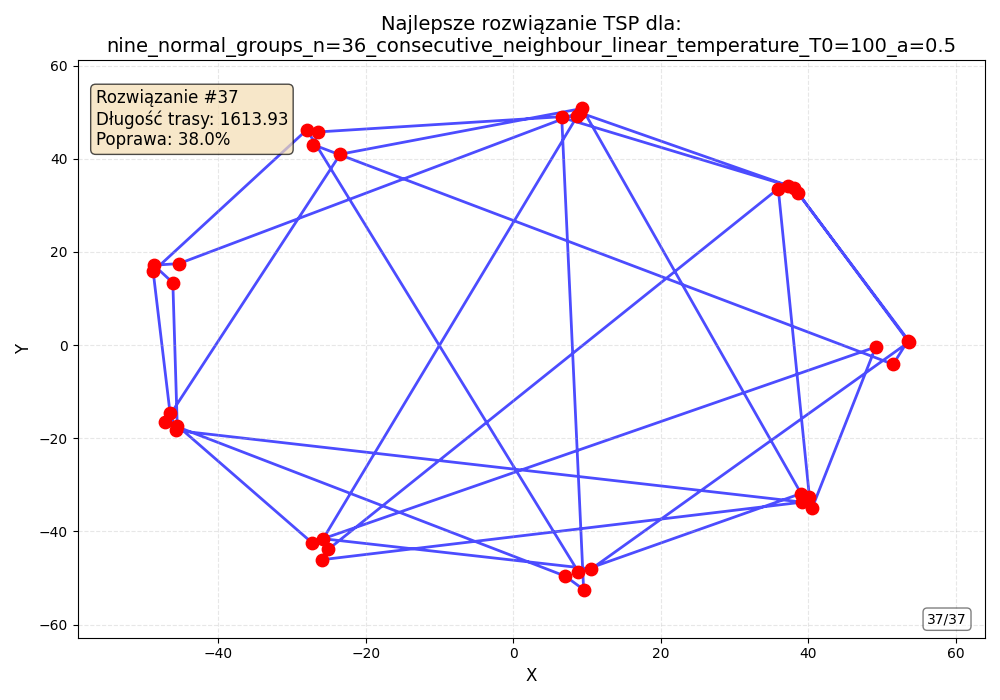 Najlepsze rozwiązanie TSP dla:
nine_normal_groups_n=36_consecutive_neighbour_linear_temperature_T0=100_a=0.5
Rozwiązanie #37
Długość trasy: 1613.93
Poprawa: 38.0%
60
40
20
0
−20
−40
−60
Y
37/37
−40
−20
0
20
40
60
X